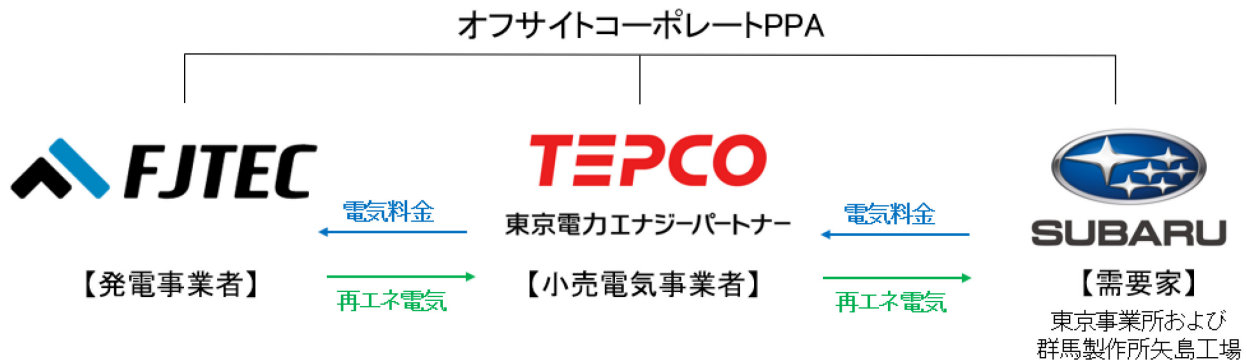 オフサイトコーポレートPPA
FJTEC
TEPCO
東京電力エナジーパートナー
SUBARU
電気料金
電気料金
【発電事業者】
再エネ電気
【小売電気事業者】
再エネ電気
【需要家】
東京事業所および
群馬製作所矢島工場